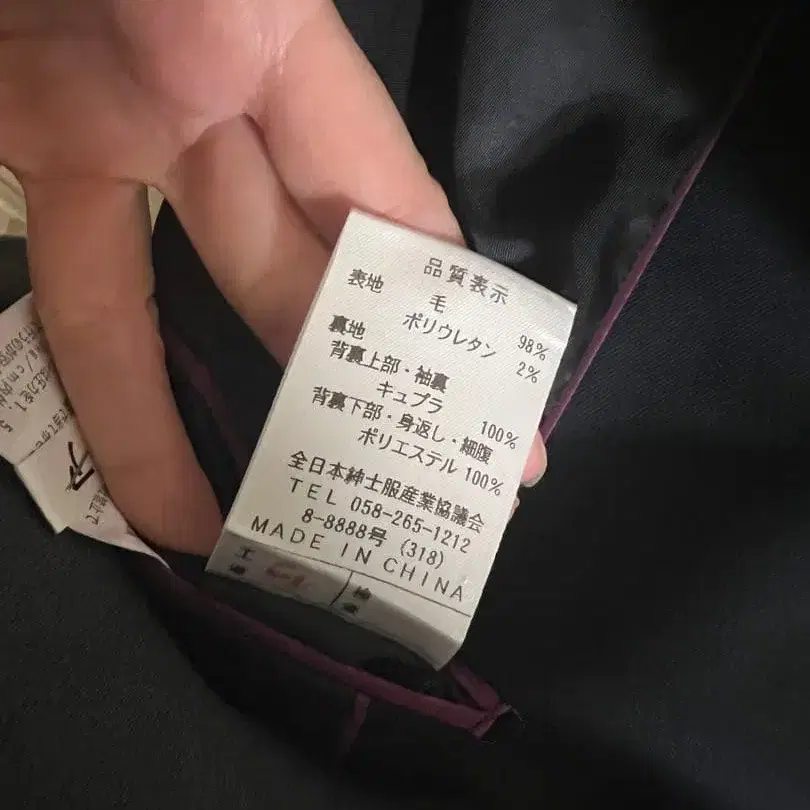 品質表示
表地
毛 98%
ポリウレタン 2%
裏地
背裏上部・袖裏
キュプラ 100%
背裏下部・身返し・細腹
ポリエステル 100%
全日本紳士服産業協議会
TEL 058-265-1212
8-8888号 (318)
MADE IN CHINA